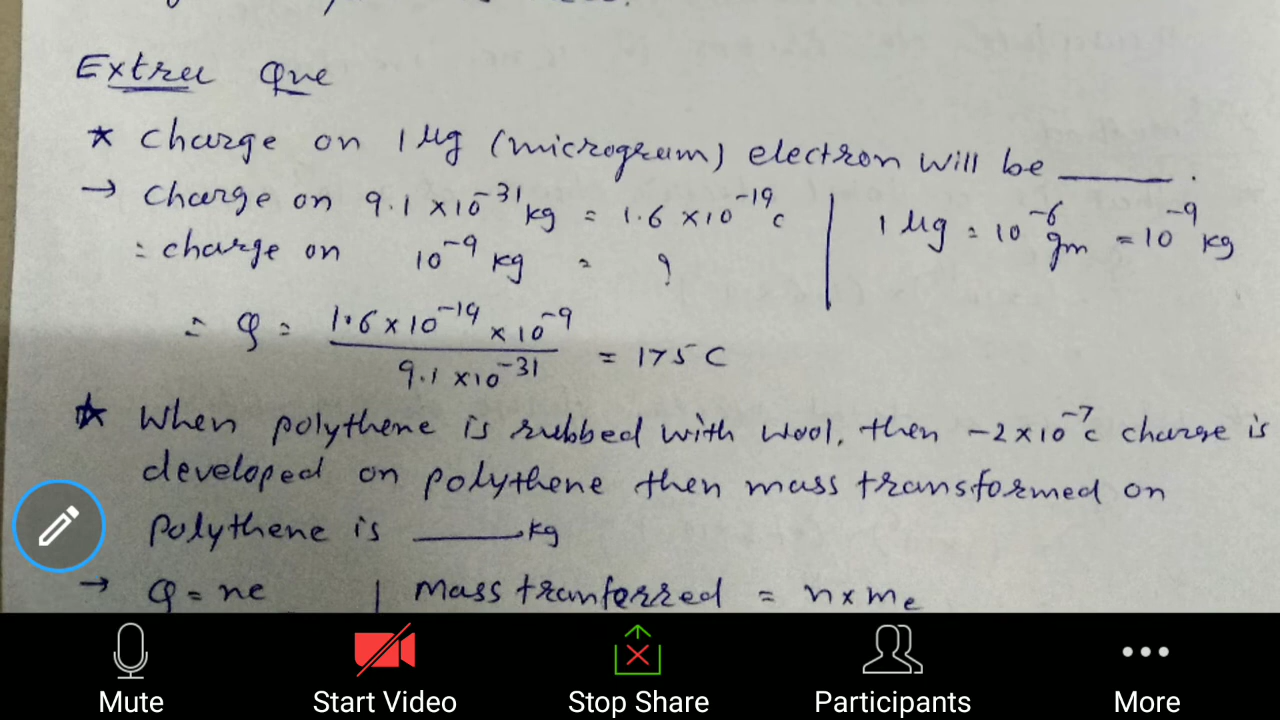 Extra Que
* Charge on 1 μg (microgram) electron will be ______ .
→ Charge on 9.1 × 10⁻³¹ kg = 1.6 × 10⁻¹⁹ C | 1 μg = 10⁻⁶ gm = 10⁻⁹ kg
= charge on 10⁻⁹ kg = ?
= Q = 1.6 × 10⁻¹⁹ × 10⁻⁹ / 9.1 × 10⁻³¹ = 175 C
* When polythene is rubbed with wool, then −2 × 10⁻⁷ C charge is
developed on polythene then mass transformed on
polythene is ______ kg
→ Q = ne | mass tranferred = n × mₑ
Mute Start Video Stop Share Participants More